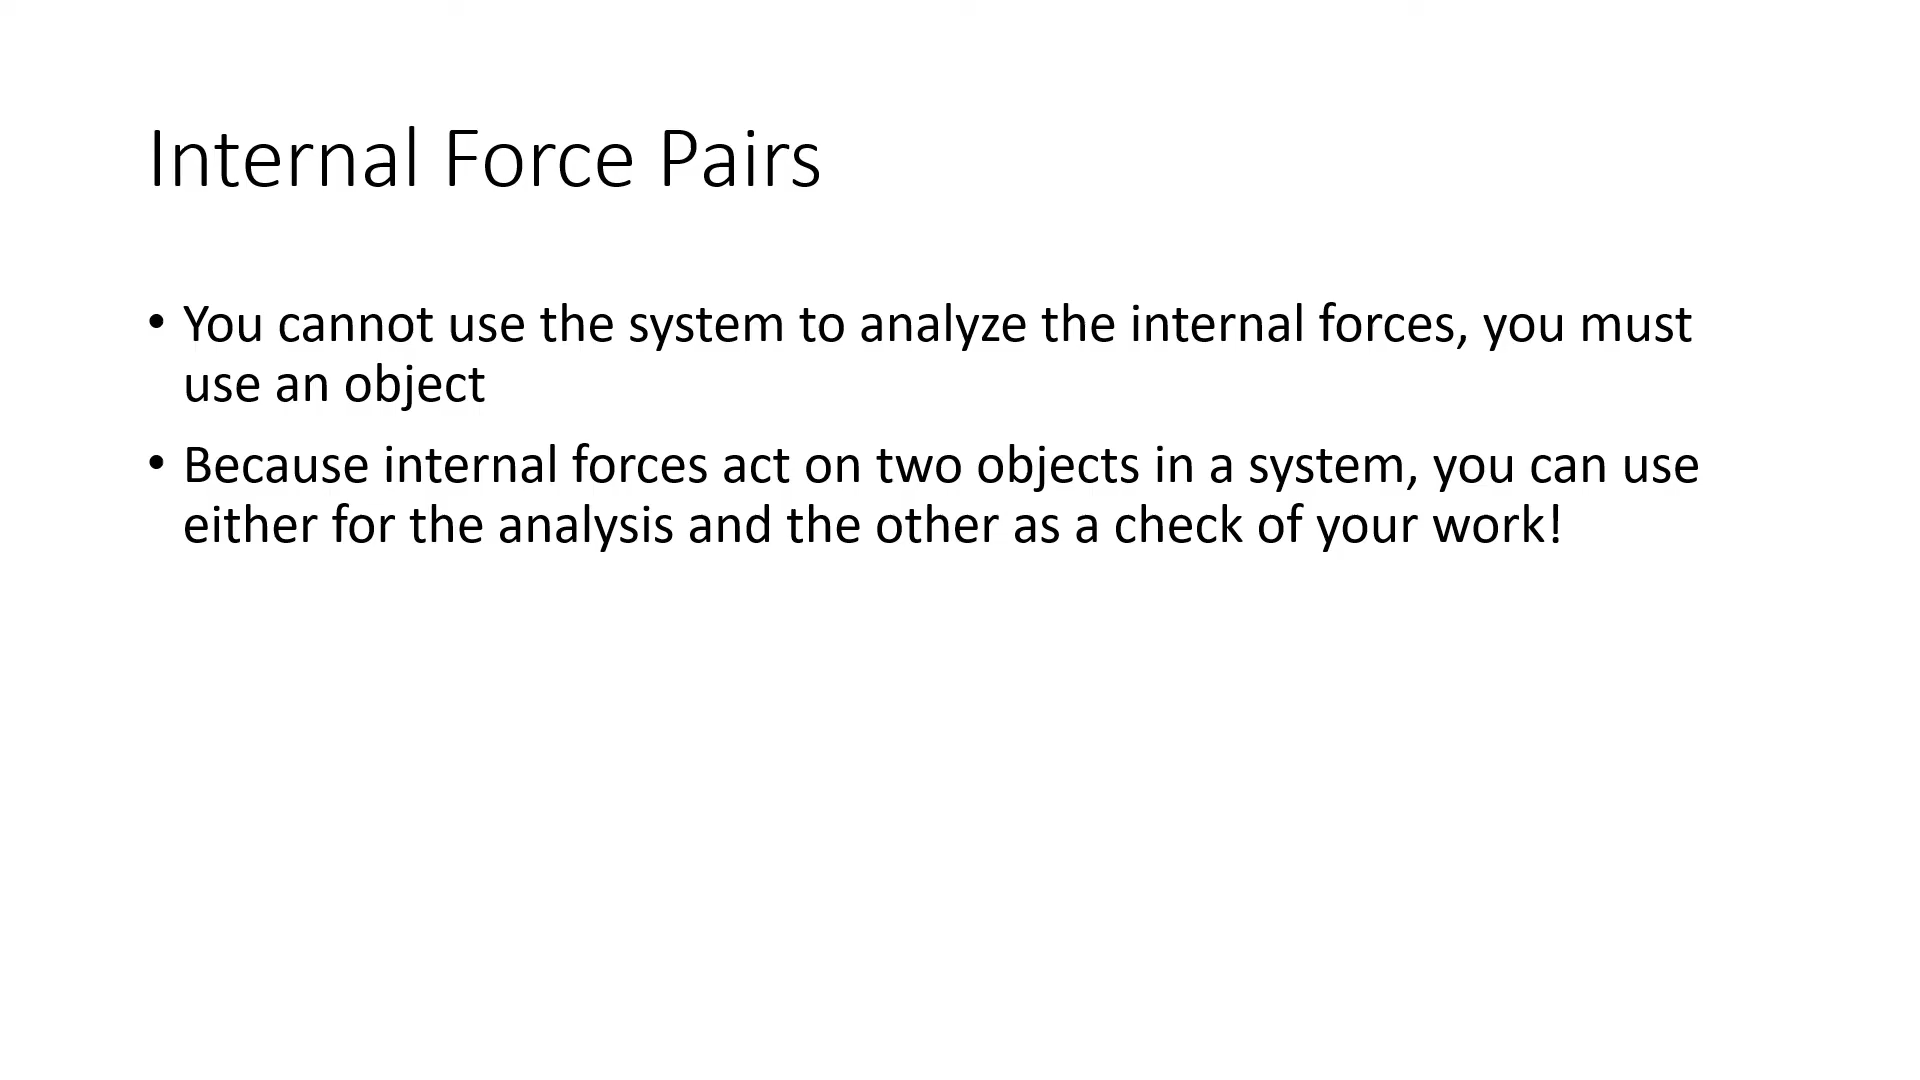 Internal Force Pairs
• You cannot use the system to analyze the internal forces, you must
use an object
• Because internal forces act on two objects in a system, you can use
either for the analysis and the other as a check of your work!